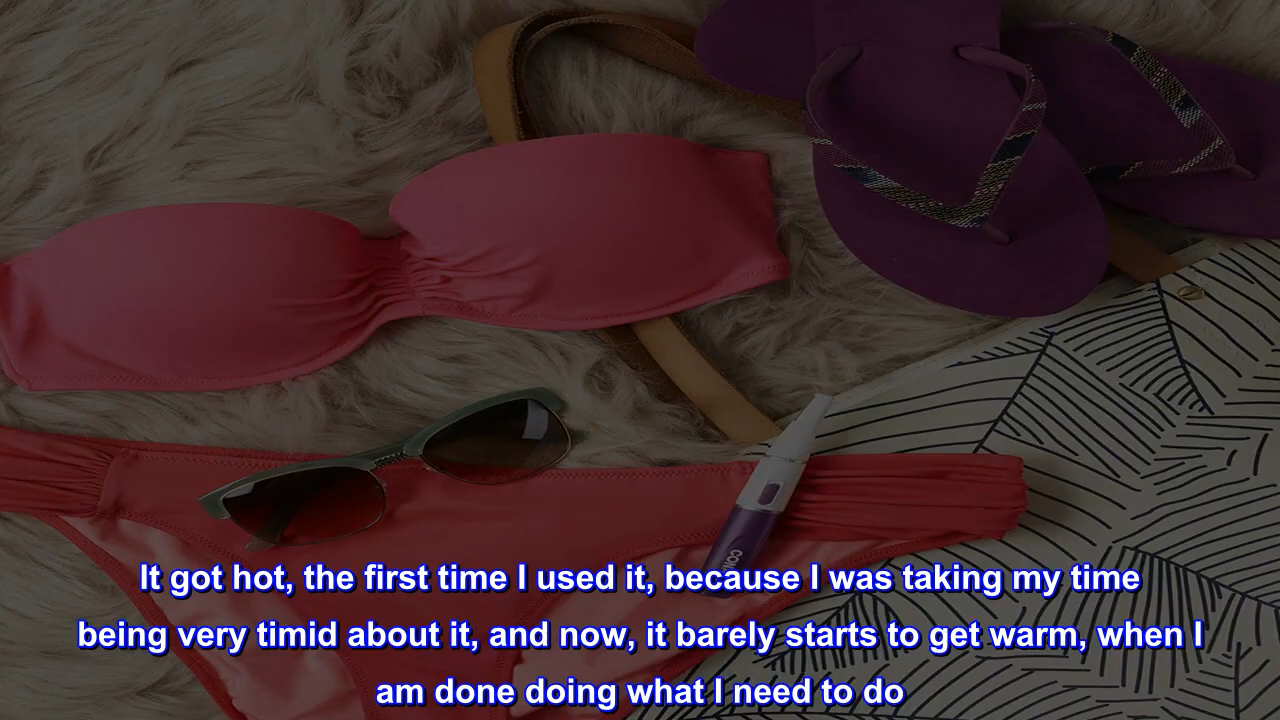 It got hot, the first time I used it, because I was taking my time
being very timid about it, and now, it barely starts to get warm, when I
am done doing what I need to do